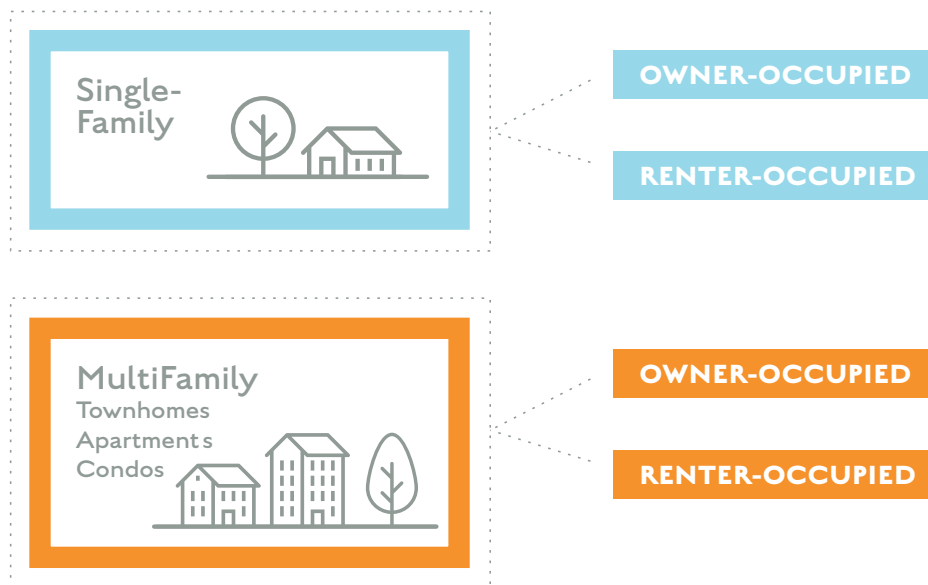 Single-
Family
OWNER-OCCUPIED
RENTER-OCCUPIED
MultiFamily
Townhomes
Apartments
Condos
OWNER-OCCUPIED
RENTER-OCCUPIED